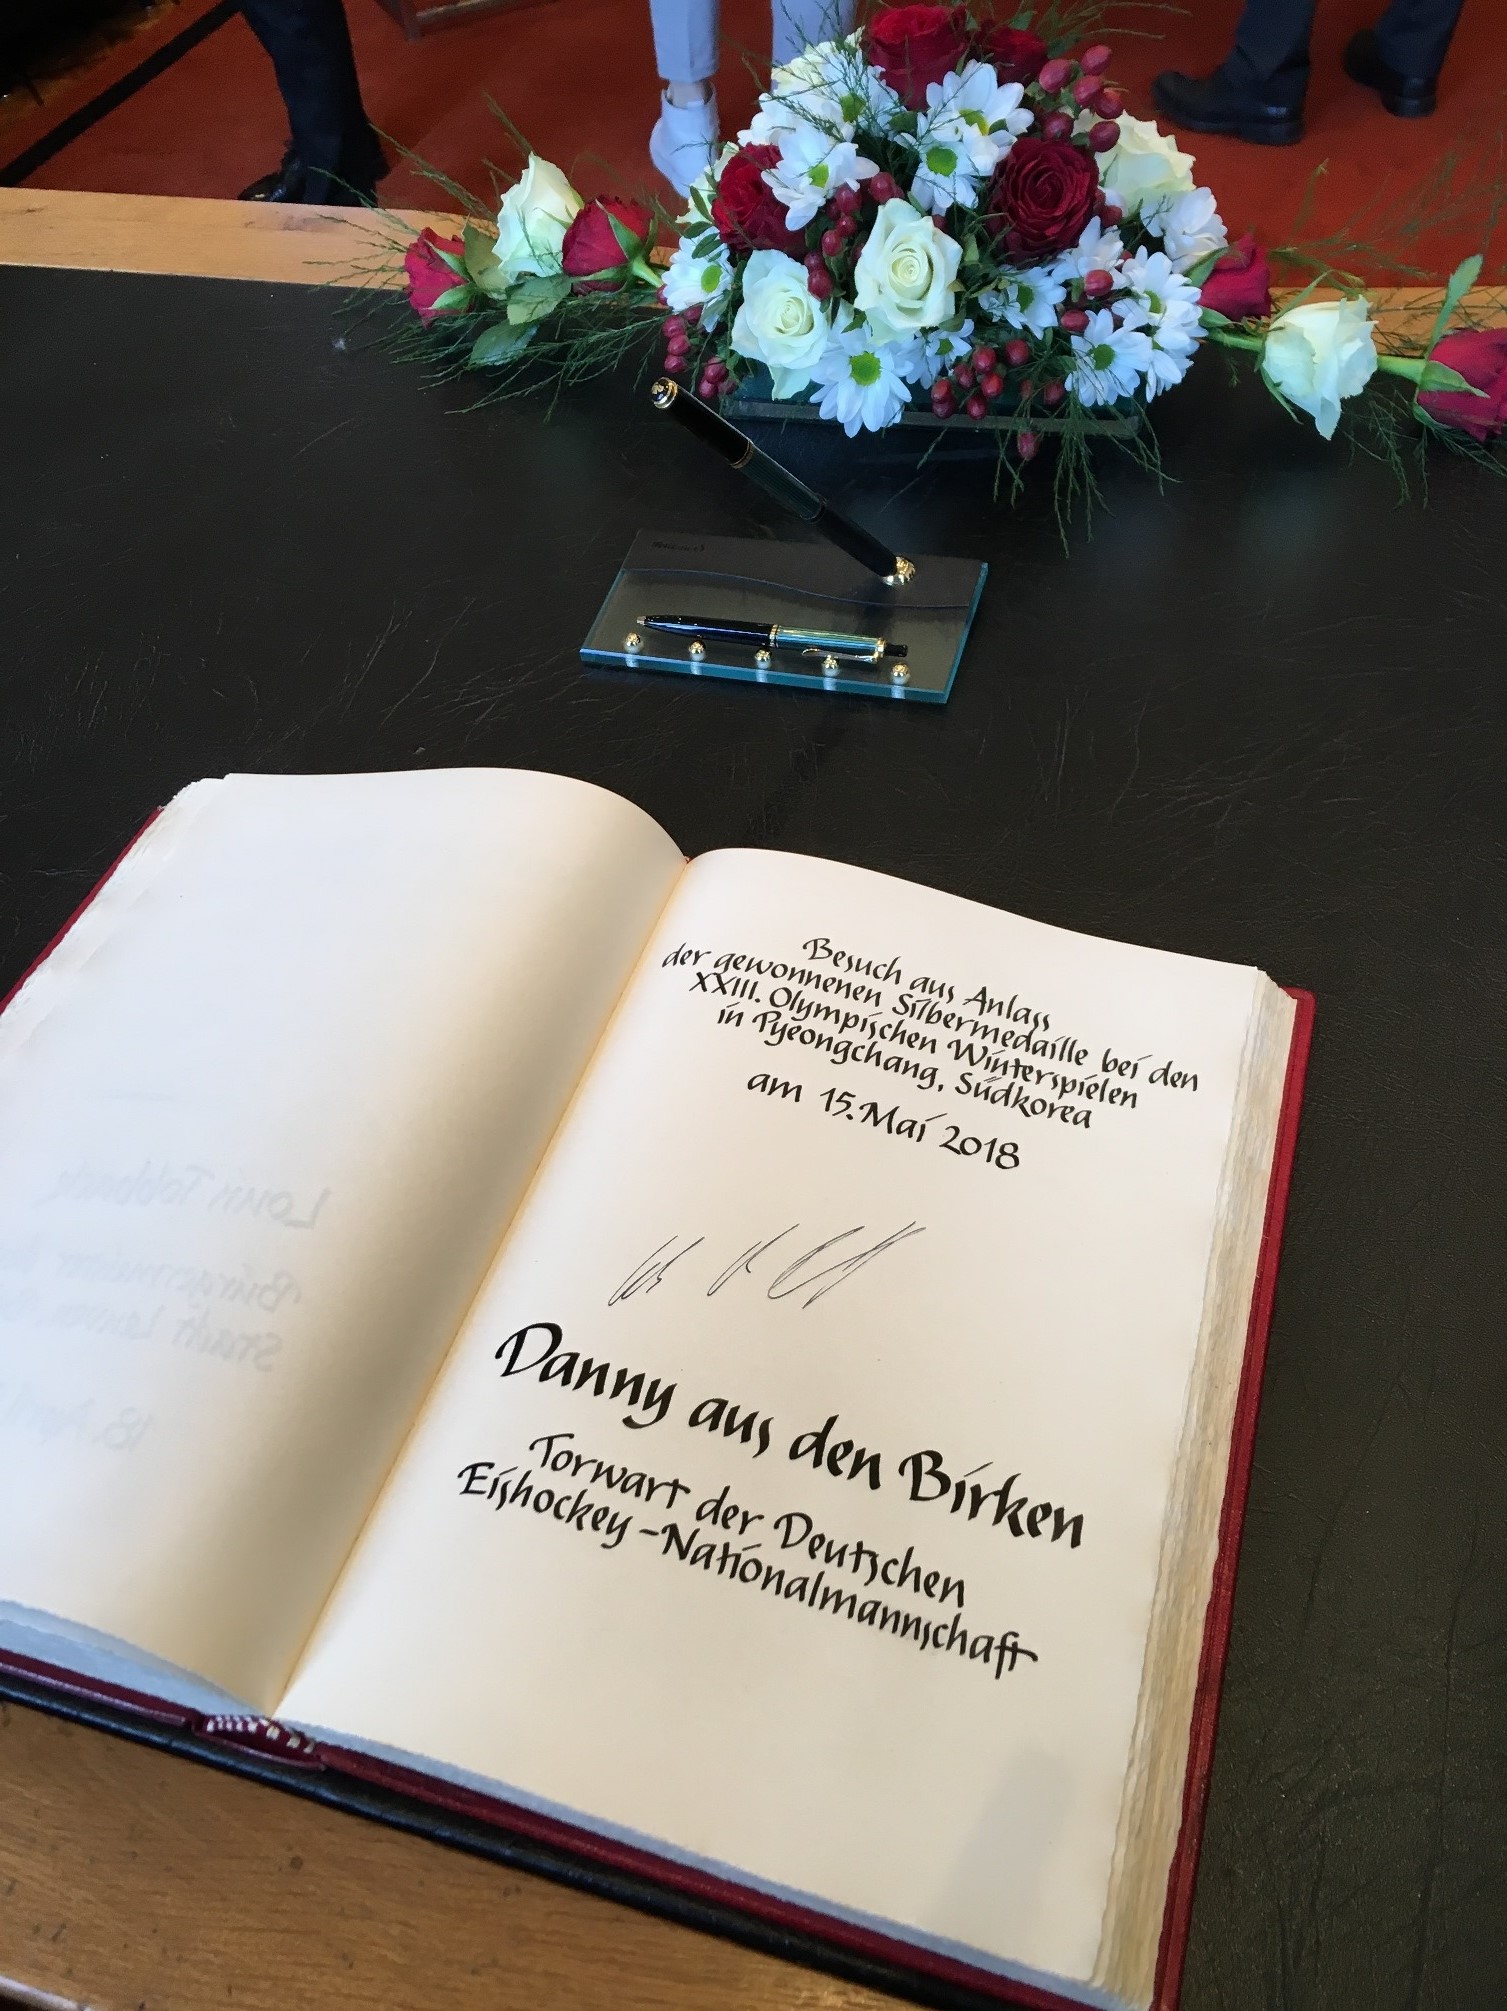 Besuch aus Anlass
der gewonnenen Silbermedaille bei den
XXIII. Olympischen Winterspielen
in Pyeongchang, Südkorea
am 15. Mai 2018
Danny aus den Birken
Torwart der Deutschen
Eishockey-Nationalmannschaft